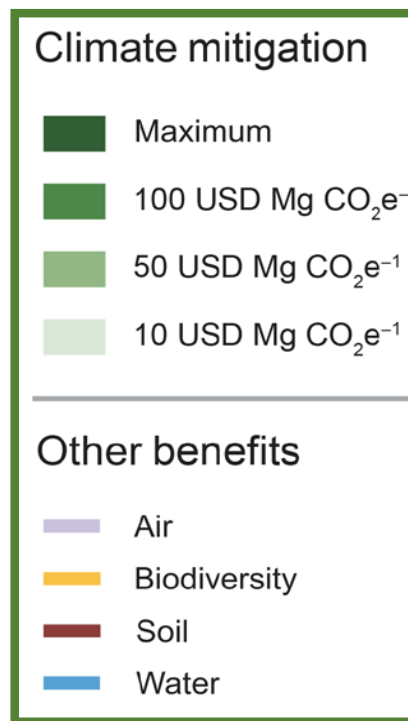 Climate mitigation
Maximum
100 USD Mg CO₂e⁻
50 USD Mg CO₂e⁻¹
10 USD Mg CO₂e⁻¹
Other benefits
Air
Biodiversity
Soil
Water